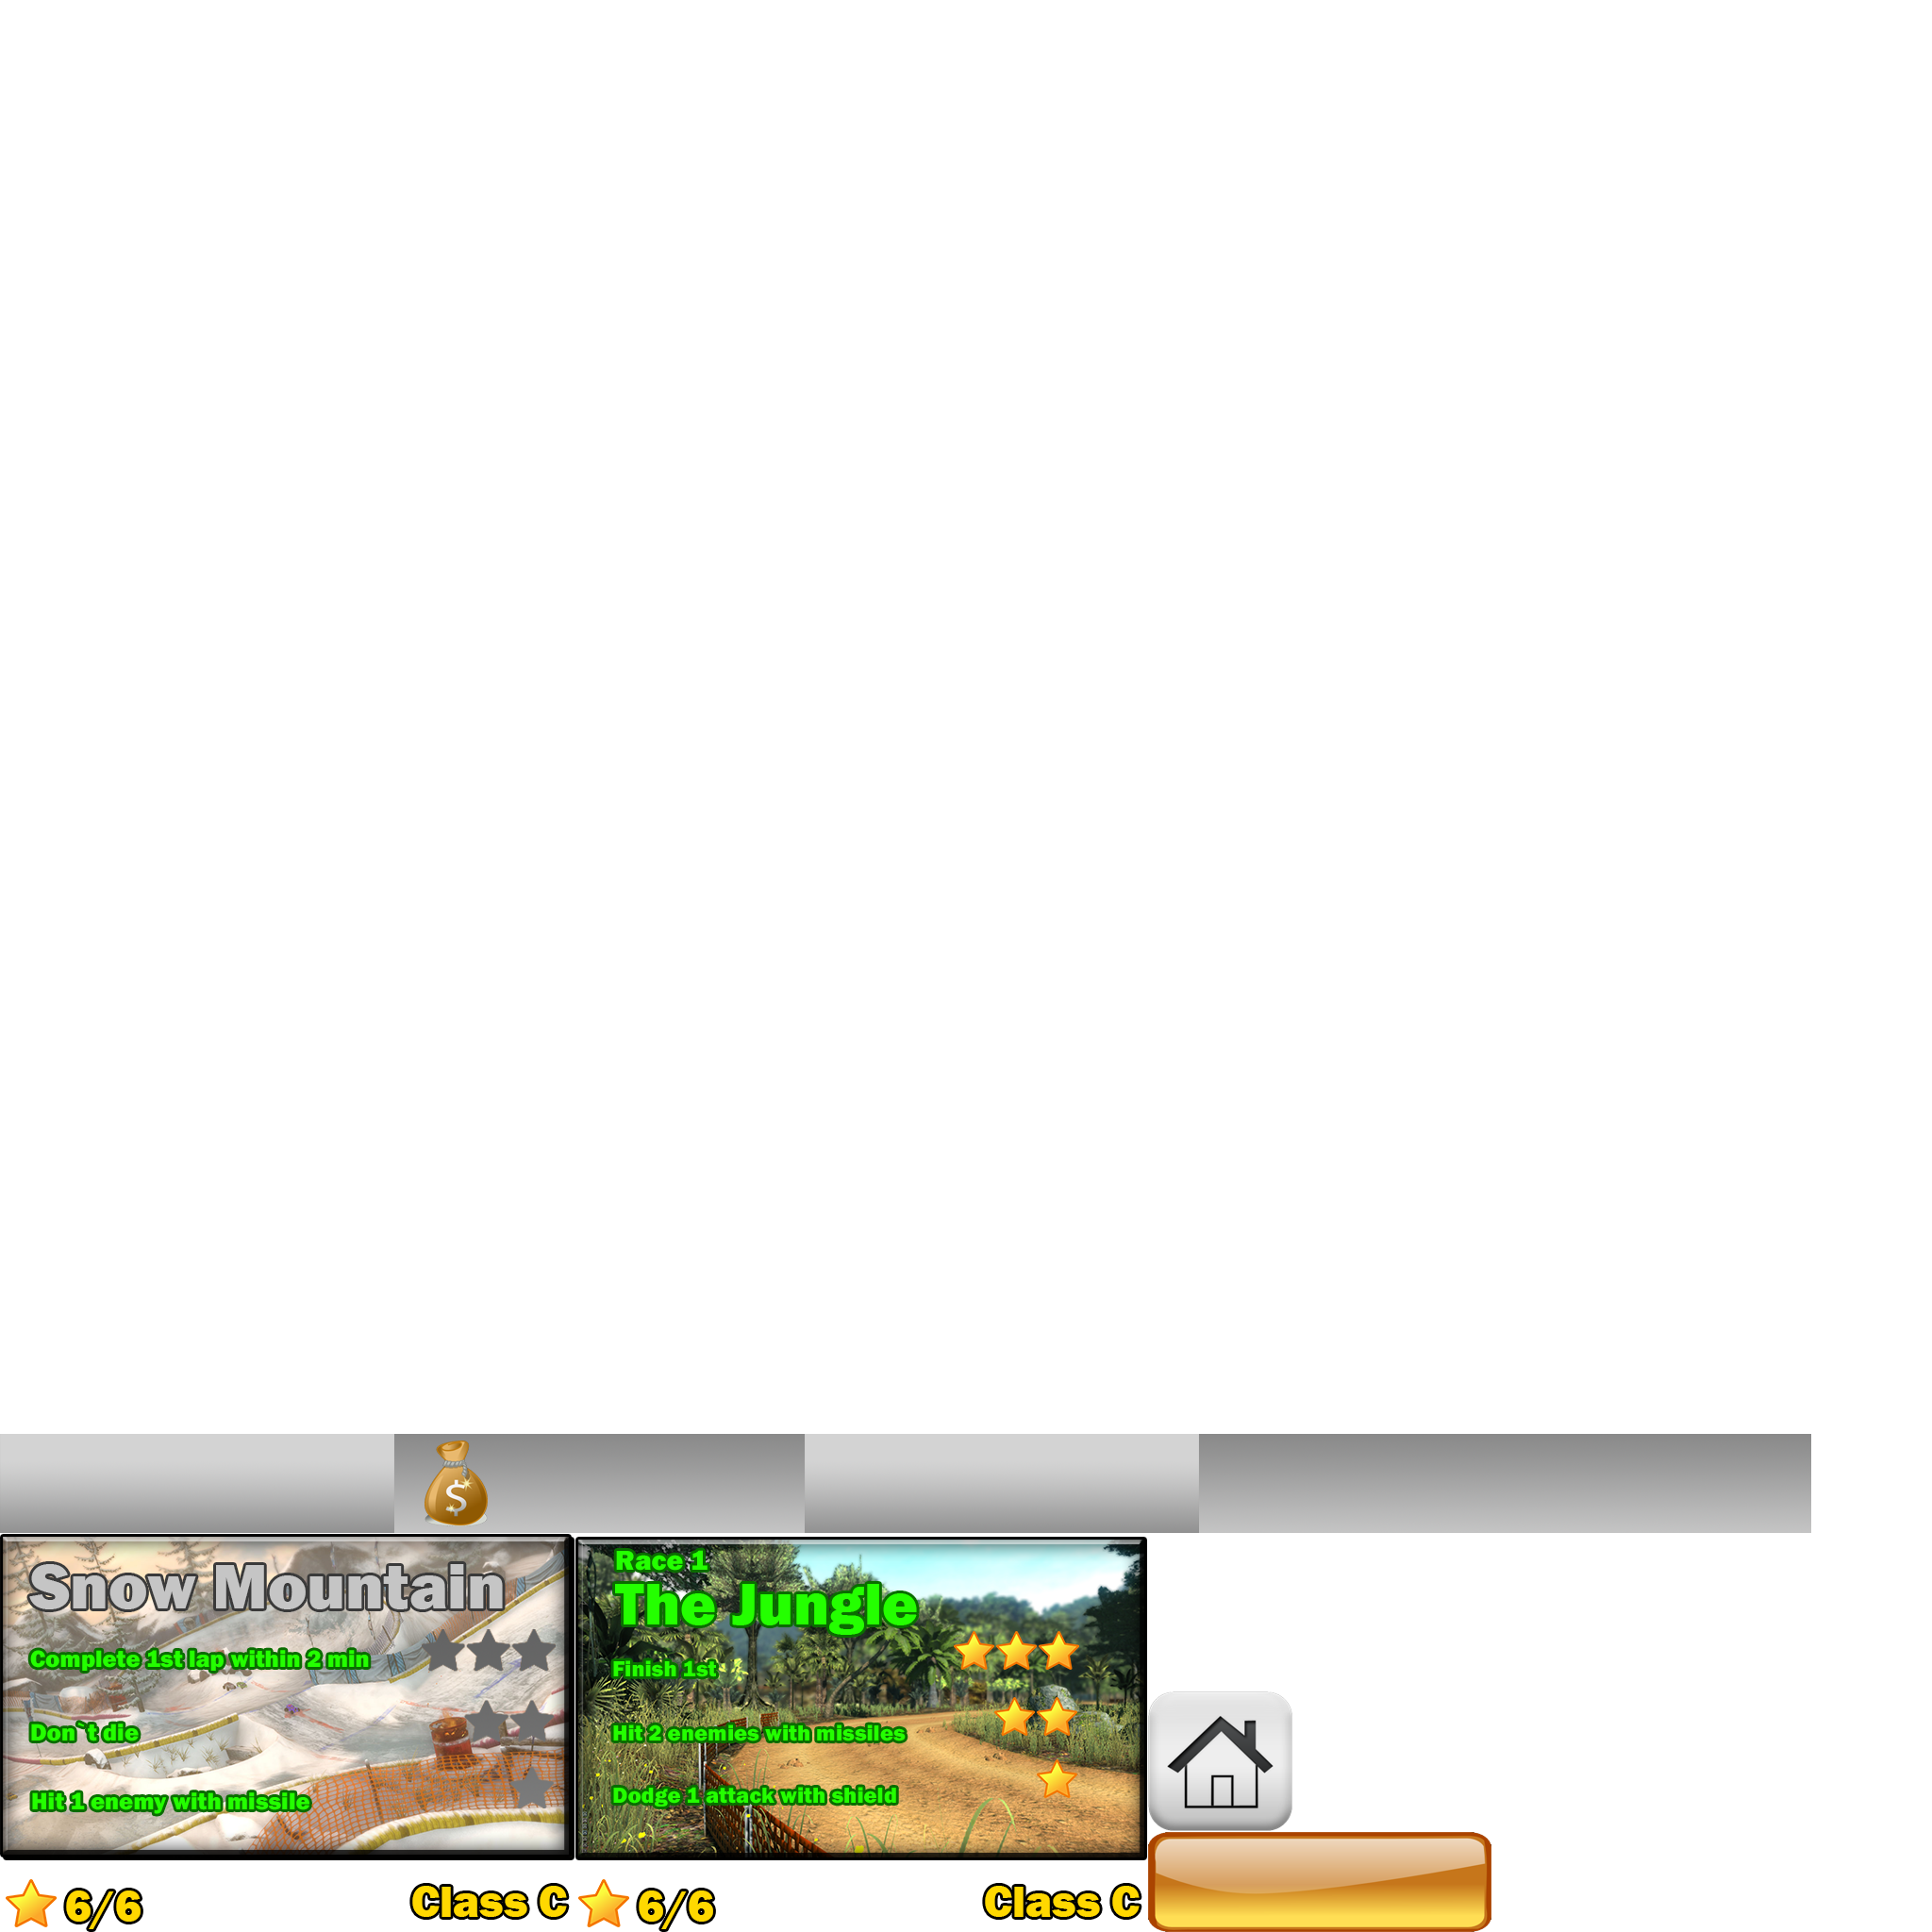 $
Snow Mountain
Complete 1st lap within 2 min
Don`t die
Hit 1 enemy with missile
6/6
Class C
Race 1
The Jungle
Finish 1st
Hit 2 enemies with missiles
Dodge 1 attack with shield
6/6
Class C